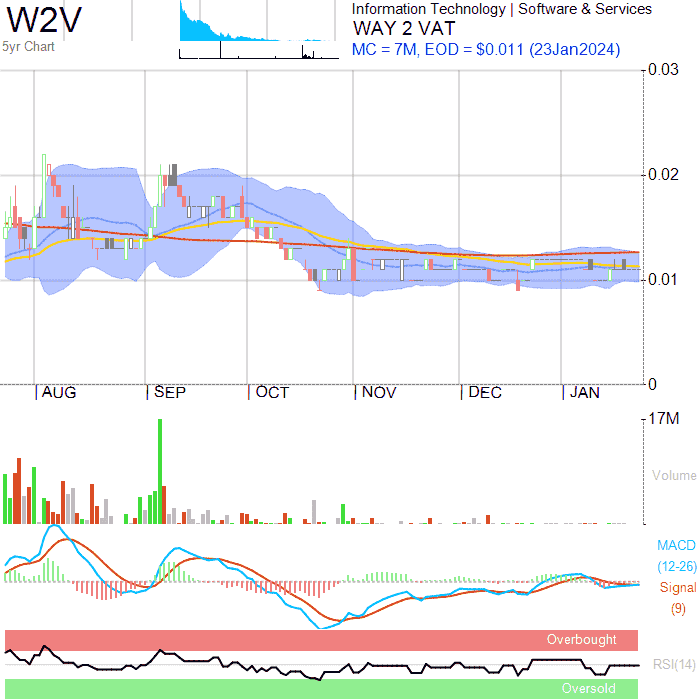 W2V
5yr Chart
Information Technology | Software & Services
WAY 2 VAT
MC = 7M, EOD = $0.011 (23Jan2024)
0.03
0.02
0.01
0
AUG SEP OCT NOV DEC JAN
17M
Volume
MACD
(12-26)
Signal
(9)
Overbought
RSI(14)
Oversold